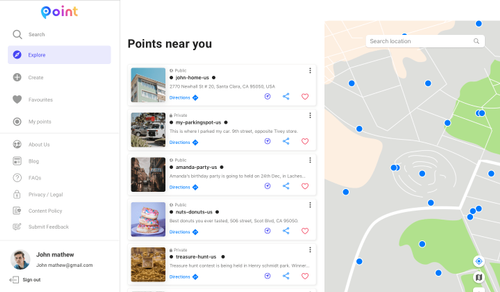 point
Search
Explore
Create
Favourites
My points
About Us
Blog
FAQs
Privacy / Legal
Content Policy
Submit Feedback
John mathew
John mathew@gmail.com
Sign out
Points near you
Public
john-home-us
2770 Newhall St # 20, Santa Clara, CA 95050, USA
Directions
Private
my-parkingspot-us
This is where I parked my car. 9th street, opposite Tiney store.
Directions
Public
amanda-party-us
Amanda's birthday party is going to held on 26th Dec, in Laches...
Directions
Public
nuts-donuts-us
Best donuts you ever tasted. 506 street, Scot Blvd, CA 95050.
Directions
Private
treasure-hunt-us
Treasure hunt contest is being held in Henry schmidt park. Winner...
Directions
Search location